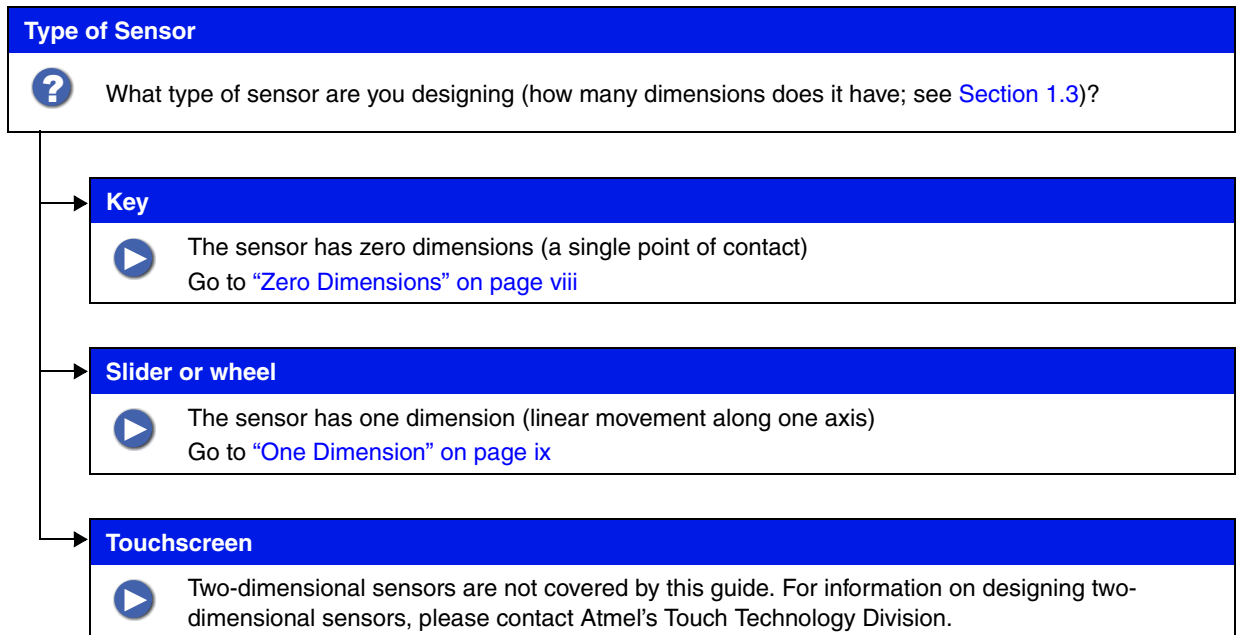 Type of Sensor
What type of sensor are you designing (how many dimensions does it have; see Section 1.3)?
Key
The sensor has zero dimensions (a single point of contact)
Go to “Zero Dimensions” on page viii
Slider or wheel
The sensor has one dimension (linear movement along one axis)
Go to “One Dimension” on page ix
Touchscreen
Two-dimensional sensors are not covered by this guide. For information on designing two-
dimensional sensors, please contact Atmel’s Touch Technology Division.